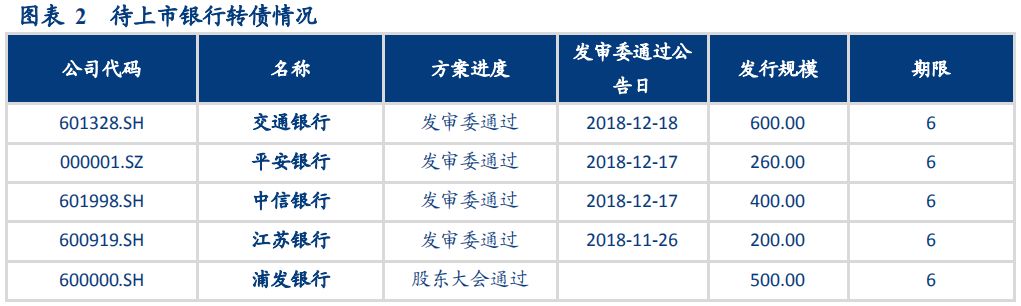 图表 2 待上市银行转债情况
公司代码 名称 方案进度 发审委通过公告日 发行规模 期限
601328.SH 交通银行 发审委通过 2018-12-18 600.00 6
000001.SZ 平安银行 发审委通过 2018-12-17 260.00 6
601998.SH 中信银行 发审委通过 2018-12-17 400.00 6
600919.SH 江苏银行 发审委通过 2018-11-26 200.00 6
600000.SH 浦发银行 股东大会通过 500.00 6